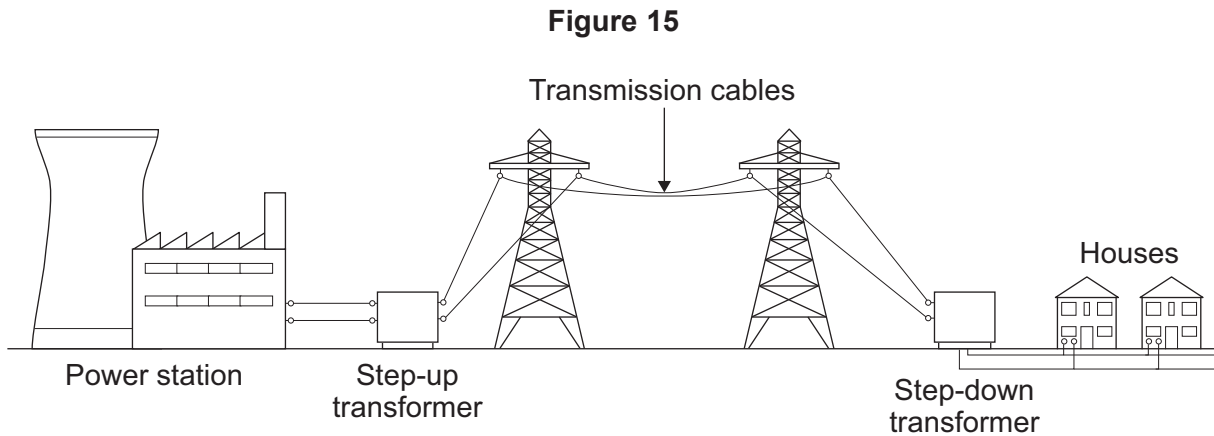 Figure 15
Transmission cables
Houses
Power station
Step-up
transformer
Step-down
transformer